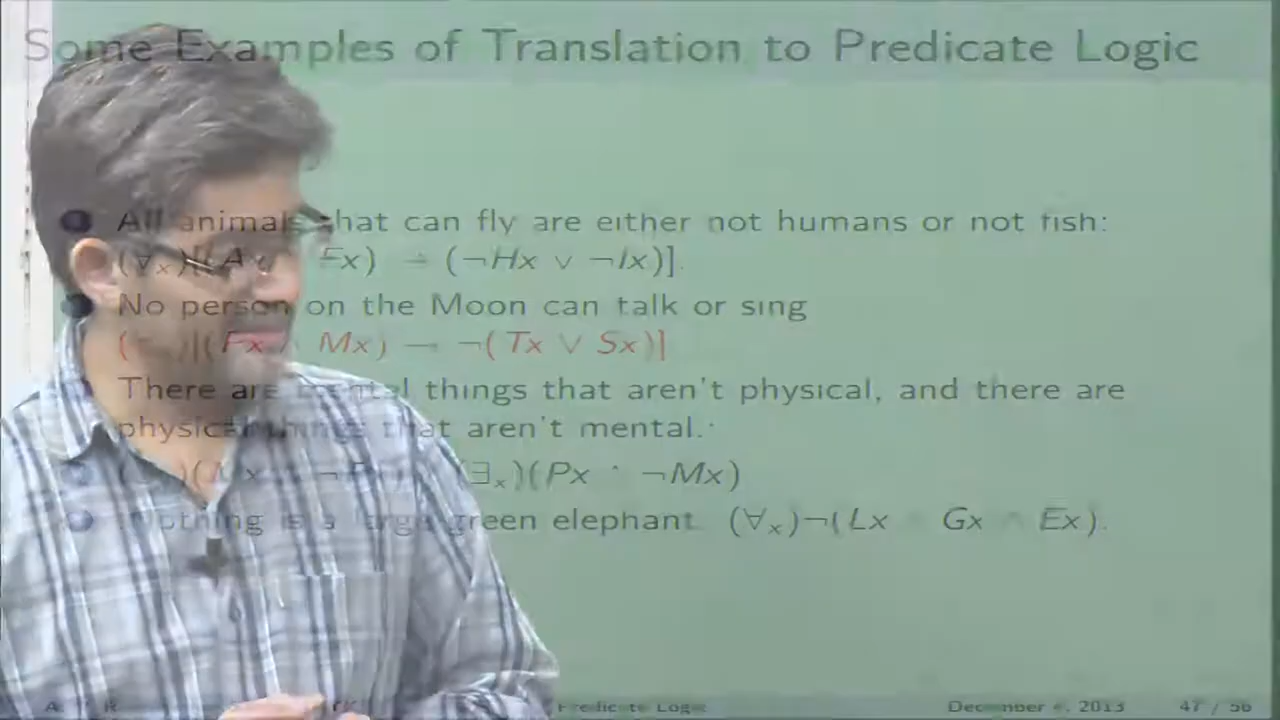 Some Examples of Translation to Predicate Logic
All animals that can fly are either not humans or not fish:
(∀x)[(Ax Fx) → (¬Hx ∨ ¬Ix)].
No person on the Moon can talk or sing
Mx) → ¬(Tx ∨ Sx)]
There are mental things that aren't physical, and there are
physical things that aren't mental.
(∃x)(Px ∧ ¬Mx)
Nothing is a large green elephant. (∀x)¬(Lx ∧ Gx ∧ Ex).
Predicate Logic December 4, 2013 47 / 56